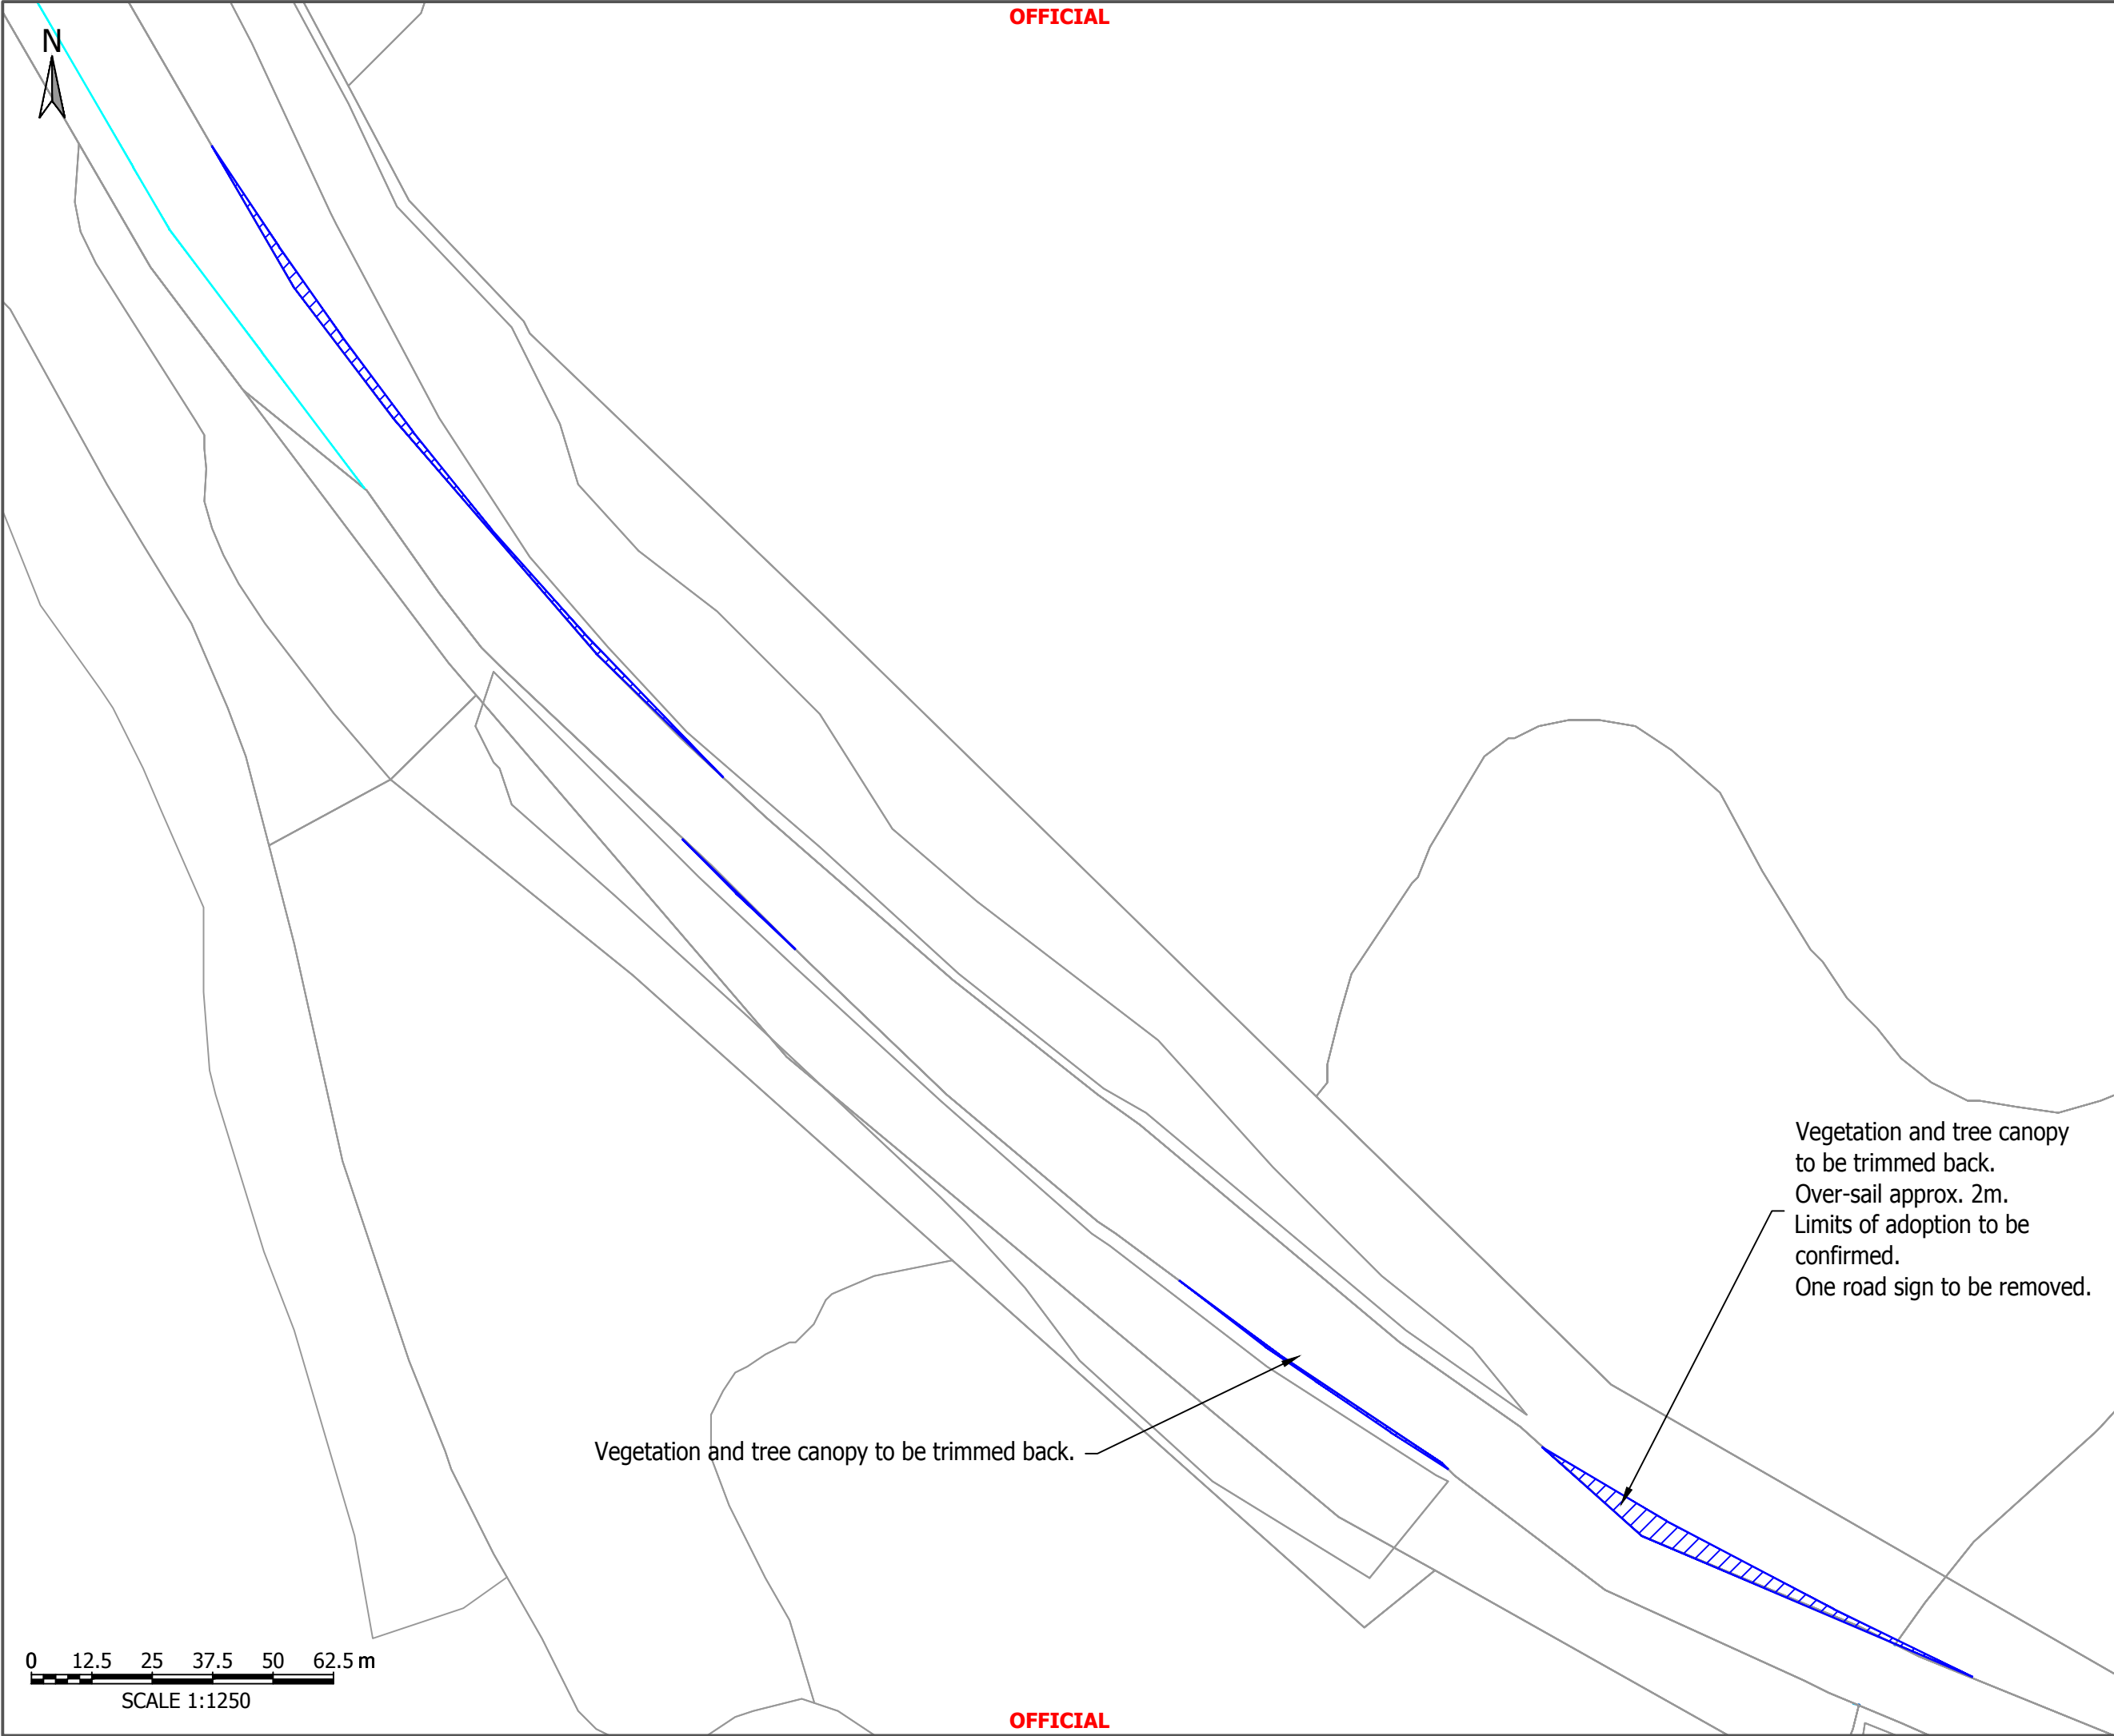 OFFICIAL
N
Vegetation and tree canopy
to be trimmed back.
Over-sail approx. 2m.
Limits of adoption to be
confirmed.
One road sign to be removed.
Vegetation and tree canopy to be trimmed back.
0 12.5 25 37.5 50 62.5 m
SCALE 1:1250
OFFICIAL